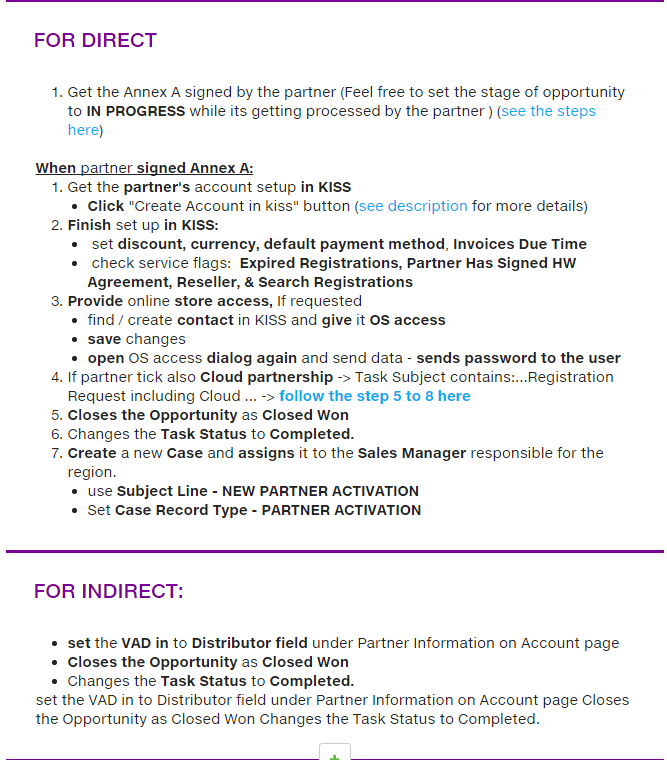 FOR DIRECT
1. Get the Annex A signed by the partner (Feel free to set the stage of opportunity
to IN PROGRESS while its getting processed by the partner ) (see the steps
here)
When partner signed Annex A:
1. Get the partner's account setup in KISS
• Click "Create Account in kiss" button (see description for more details)
2. Finish set up in KISS:
• set discount, currency, default payment method, Invoices Due Time
• check service flags: Expired Registrations, Partner Has Signed HW
Agreement, Reseller, & Search Registrations
3. Provide online store access, If requested
• find / create contact in KISS and give it OS access
• save changes
• open OS access dialog again and send data - sends password to the user
4. If partner tick also Cloud partnership -> Task Subject contains:...Registration
Request including Cloud ... -> follow the step 5 to 8 here
5. Closes the Opportunity as Closed Won
6. Changes the Task Status to Completed.
7. Create a new Case and assigns it to the Sales Manager responsible for the
region.
• use Subject Line - NEW PARTNER ACTIVATION
• Set Case Record Type - PARTNER ACTIVATION
FOR INDIRECT:
• set the VAD in to Distributor field under Partner Information on Account page
• Closes the Opportunity as Closed Won
• Changes the Task Status to Completed.
set the VAD in to Distributor field under Partner Information on Account page Closes
the Opportunity as Closed Won Changes the Task Status to Completed.